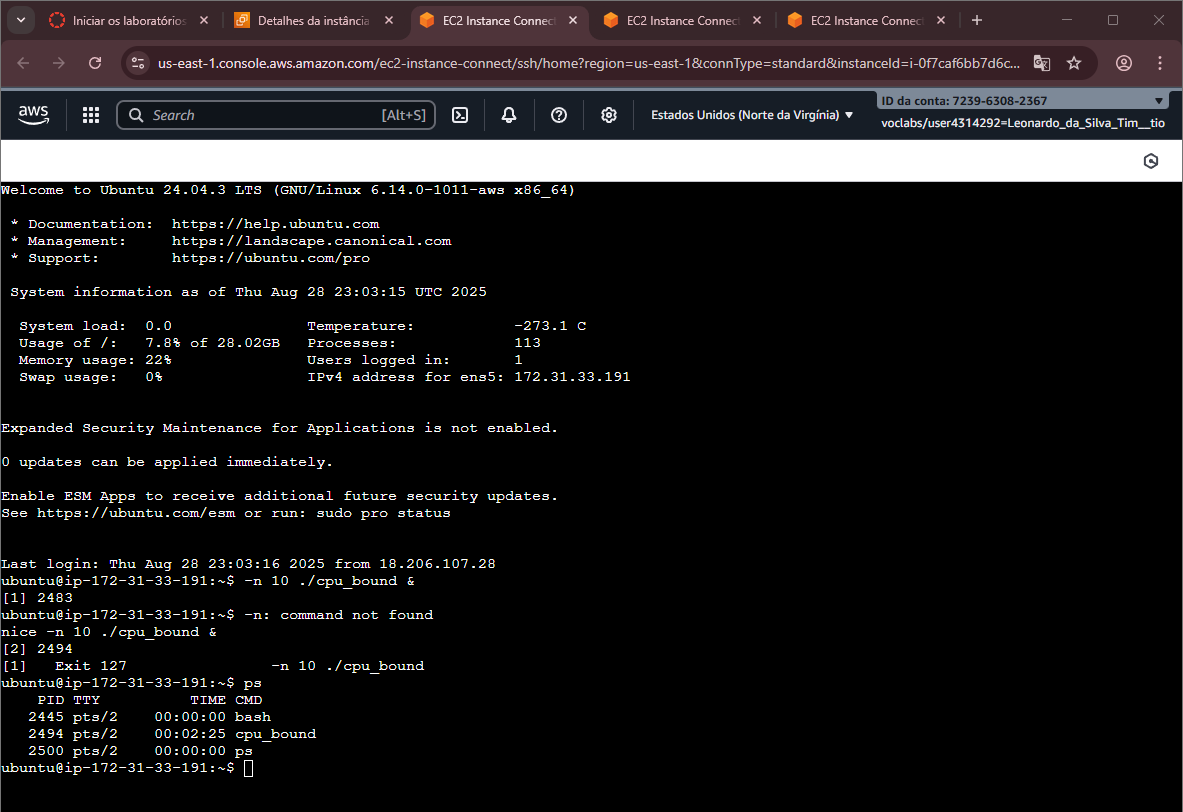 Iniciar os laboratórios
Detalhes da instância
EC2 Instance Connect
EC2 Instance Connect
EC2 Instance Connect
us-east-1.console.aws.amazon.com/ec2-instance-connect/ssh/home?region=us-east-1&connType=standard&instanceId=i-0f7caf6bb7d6c...
aws
Search
[Alt+S]
Estados Unidos (Norte da Virgínia)
ID da conta: 7239-6308-2367
voclabs/user4314292=Leonardo_da_Silva_Tim__tio
Welcome to Ubuntu 24.04.3 LTS (GNU/Linux 6.14.0-1011-aws x86_64)
* Documentation: https://help.ubuntu.com
* Management: https://landscape.canonical.com
* Support: https://ubuntu.com/pro
System information as of Thu Aug 28 23:03:15 UTC 2025
System load: 0.0 Temperature: -273.1 C
Usage of /: 7.8% of 28.02GB Processes: 113
Memory usage: 22% Users logged in: 1
Swap usage: 0% IPv4 address for ens5: 172.31.33.191
Expanded Security Maintenance for Applications is not enabled.
0 updates can be applied immediately.
Enable ESM Apps to receive additional future security updates.
See https://ubuntu.com/esm or run: sudo pro status
Last login: Thu Aug 28 23:03:16 2025 from 18.206.107.28
ubuntu@ip-172-31-33-191:~$ -n 10 ./cpu_bound &
[1] 2483
ubuntu@ip-172-31-33-191:~$ -n: command not found
nice -n 10 ./cpu_bound &
[2] 2494
[1] Exit 127 -n 10 ./cpu_bound
ubuntu@ip-172-31-33-191:~$ ps
PID TTY TIME CMD
2445 pts/2 00:00:00 bash
2494 pts/2 00:02:25 cpu_bound
2500 pts/2 00:00:00 ps
ubuntu@ip-172-31-33-191:~$